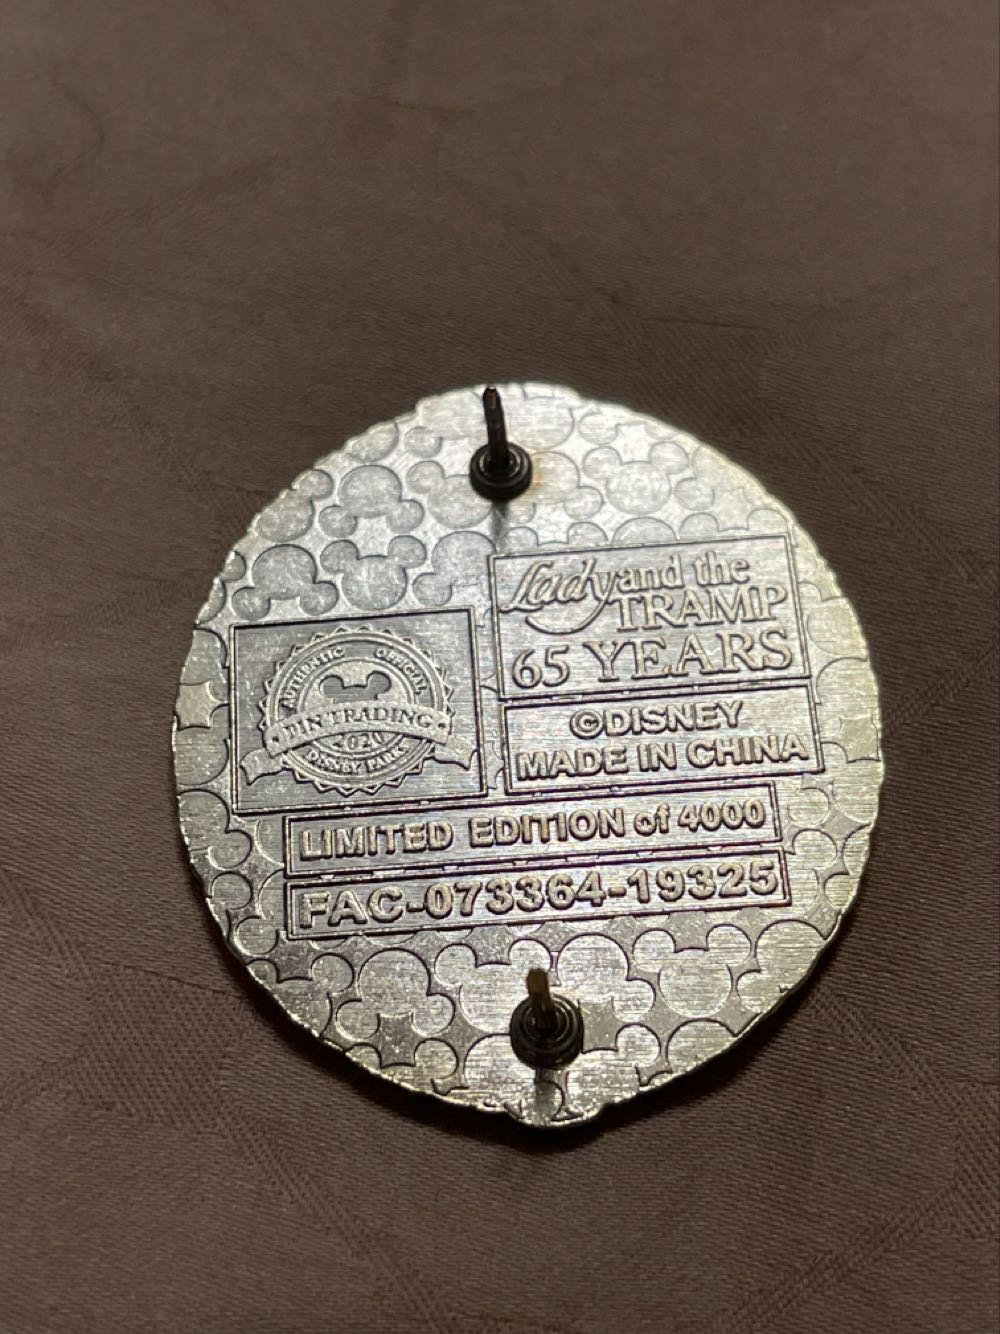 Lady and the
TRAMP
65 YEARS
AUTHENTIC OFFICIAL
PIN TRADING
2020
DISNEY PARKS
©DISNEY
MADE IN CHINA
LIMITED EDITION of 4000
FAC-073364-19325